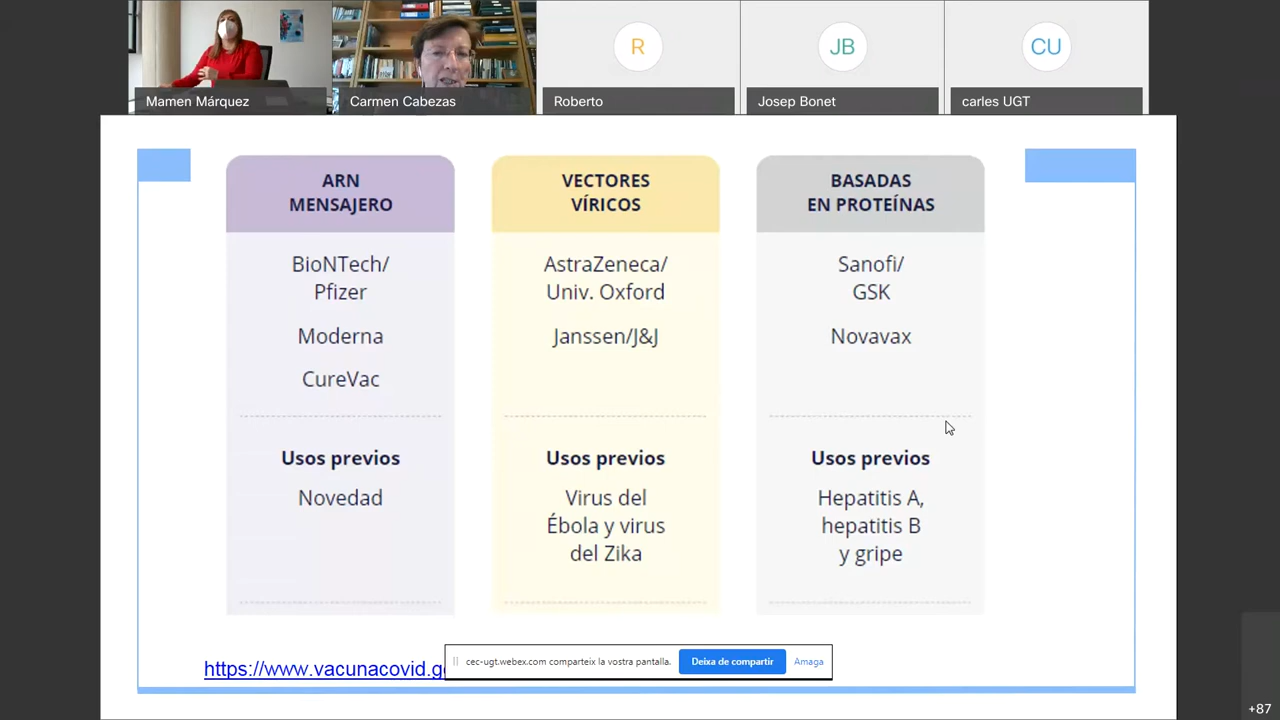 R
JB
CU
Mamen Márquez
Carmen Cabezas
Roberto
Josep Bonet
carles UGT
ARN
MENSAJERO
BioNTech/
Pfizer
Moderna
CureVac
Usos previos
Novedad
VECTORES
VÍRICOS
AstraZeneca/
Univ. Oxford
Janssen/J&J
Usos previos
Virus del
Ébola y virus
del Zika
BASADAS
EN PROTEÍNAS
Sanofi/
GSK
Novavax
Usos previos
Hepatitis A,
hepatitis B
y gripe
https://www.vacunacovid.g
cec-ugt.webex.com comparteix la vostra pantalla.
Deixa de compartir
Amaga
+87